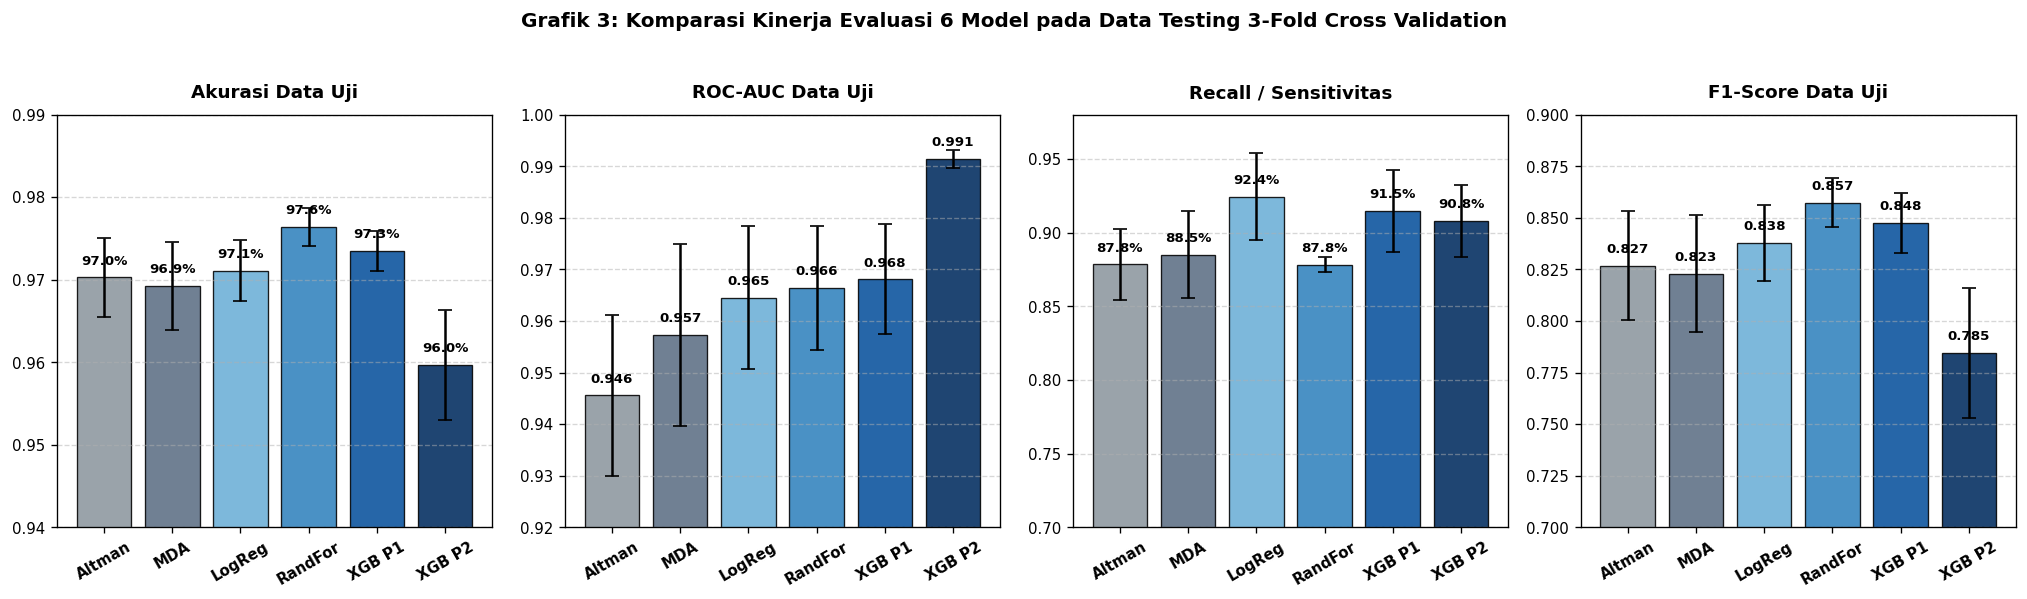 Grafik 3: Komparasi Kinerja Evaluasi 6 Model pada Data Testing 3-Fold Cross Validation
Akurasi Data Uji
0.99
0.98
0.97
0.96
0.95
0.94
97.0%
96.9%
97.1%
97.6%
97.3%
96.0%
Altman
MDA
LogReg
RandFor
XGB P1
XGB P2
ROC-AUC Data Uji
1.00
0.99
0.98
0.97
0.96
0.95
0.94
0.93
0.92
0.946
0.957
0.965
0.966
0.968
0.991
Altman
MDA
LogReg
RandFor
XGB P1
XGB P2
Recall / Sensitivitas
0.95
0.90
0.85
0.80
0.75
0.70
87.8%
88.5%
92.4%
87.8%
91.5%
90.8%
Altman
MDA
LogReg
RandFor
XGB P1
XGB P2
F1-Score Data Uji
0.900
0.875
0.850
0.825
0.800
0.775
0.750
0.725
0.700
0.827
0.823
0.838
0.857
0.848
0.785
Altman
MDA
LogReg
RandFor
XGB P1
XGB P2